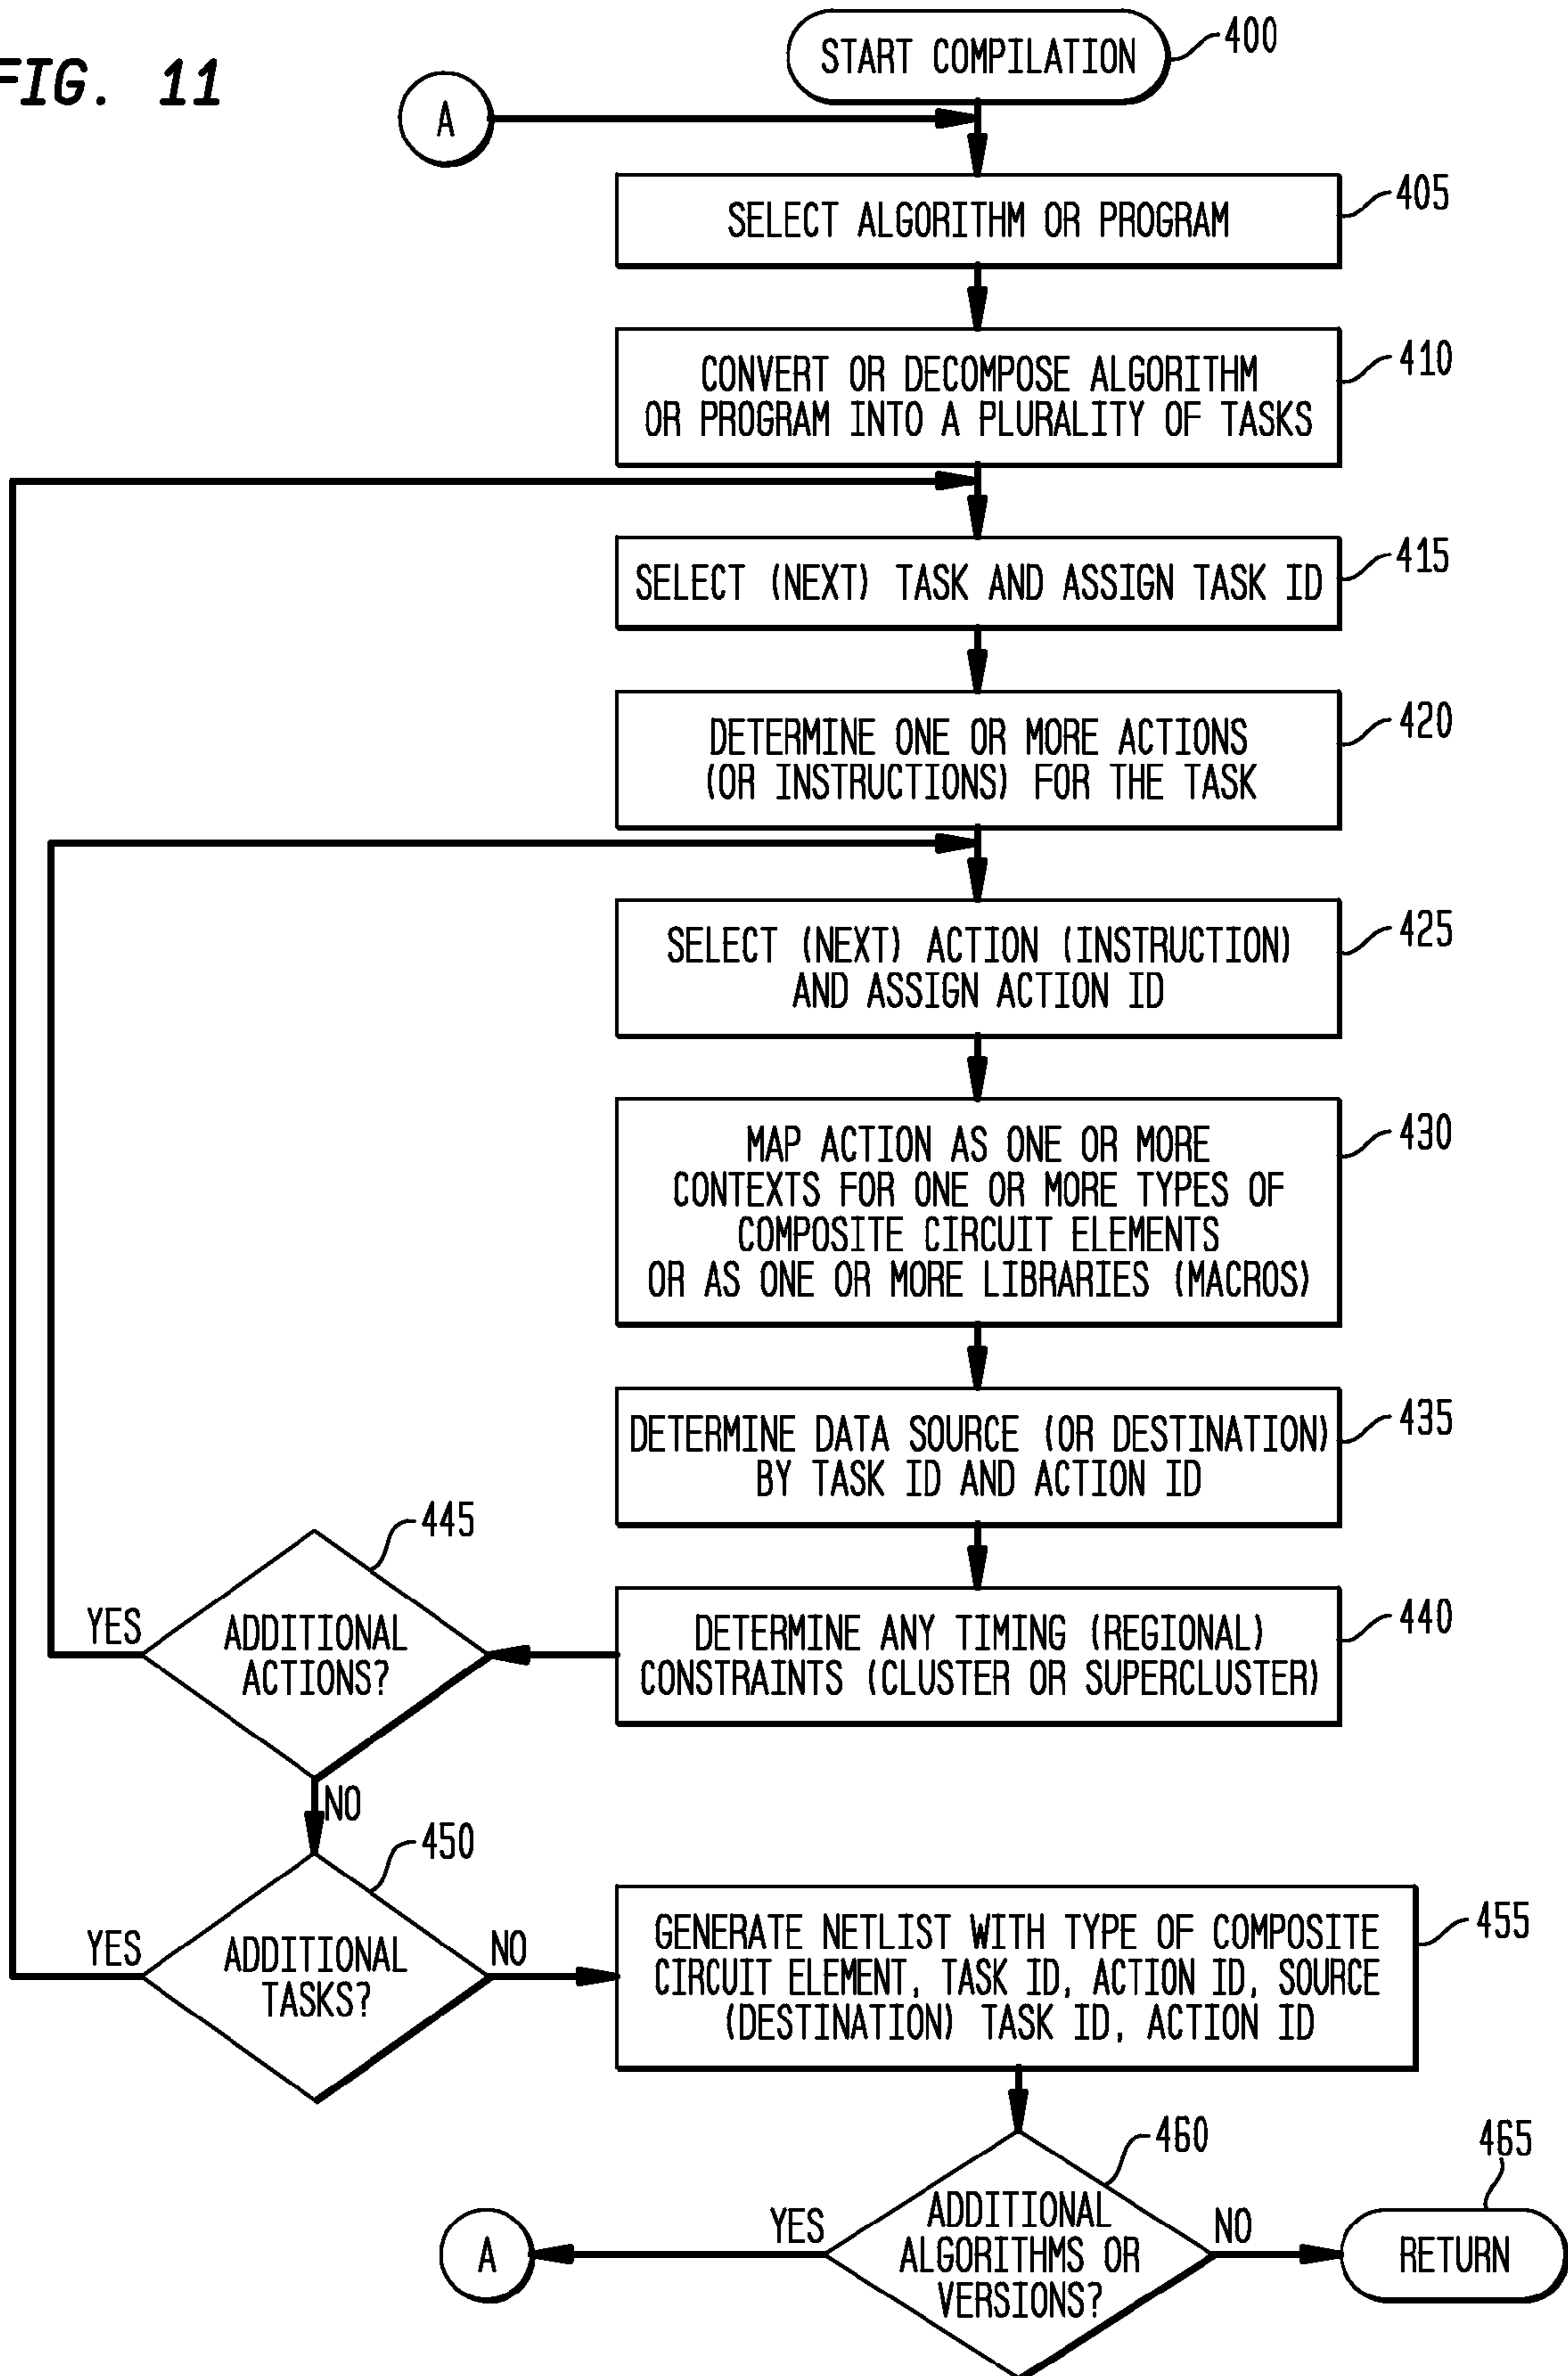 FIG. 11
START COMPILATION
400
A
SELECT ALGORITHM OR PROGRAM
405
CONVERT OR DECOMPOSE ALGORITHM
OR PROGRAM INTO A PLURALITY OF TASKS
410
SELECT (NEXT) TASK AND ASSIGN TASK ID
415
DETERMINE ONE OR MORE ACTIONS
(OR INSTRUCTIONS) FOR THE TASK
420
SELECT (NEXT) ACTION (INSTRUCTION)
AND ASSIGN ACTION ID
425
MAP ACTION AS ONE OR MORE
CONTEXTS FOR ONE OR MORE TYPES OF
COMPOSITE CIRCUIT ELEMENTS
OR AS ONE OR MORE LIBRARIES (MACROS)
430
DETERMINE DATA SOURCE (OR DESTINATION)
BY TASK ID AND ACTION ID
435
DETERMINE ANY TIMING (REGIONAL)
CONSTRAINTS (CLUSTER OR SUPERCLUSTER)
440
445
YES
ADDITIONAL
ACTIONS?
NO
450
YES
ADDITIONAL
TASKS?
NO
GENERATE NETLIST WITH TYPE OF COMPOSITE
CIRCUIT ELEMENT, TASK ID, ACTION ID, SOURCE
(DESTINATION) TASK ID, ACTION ID
455
460
ADDITIONAL
ALGORITHMS OR
VERSIONS?
YES
A
NO
465
RETURN